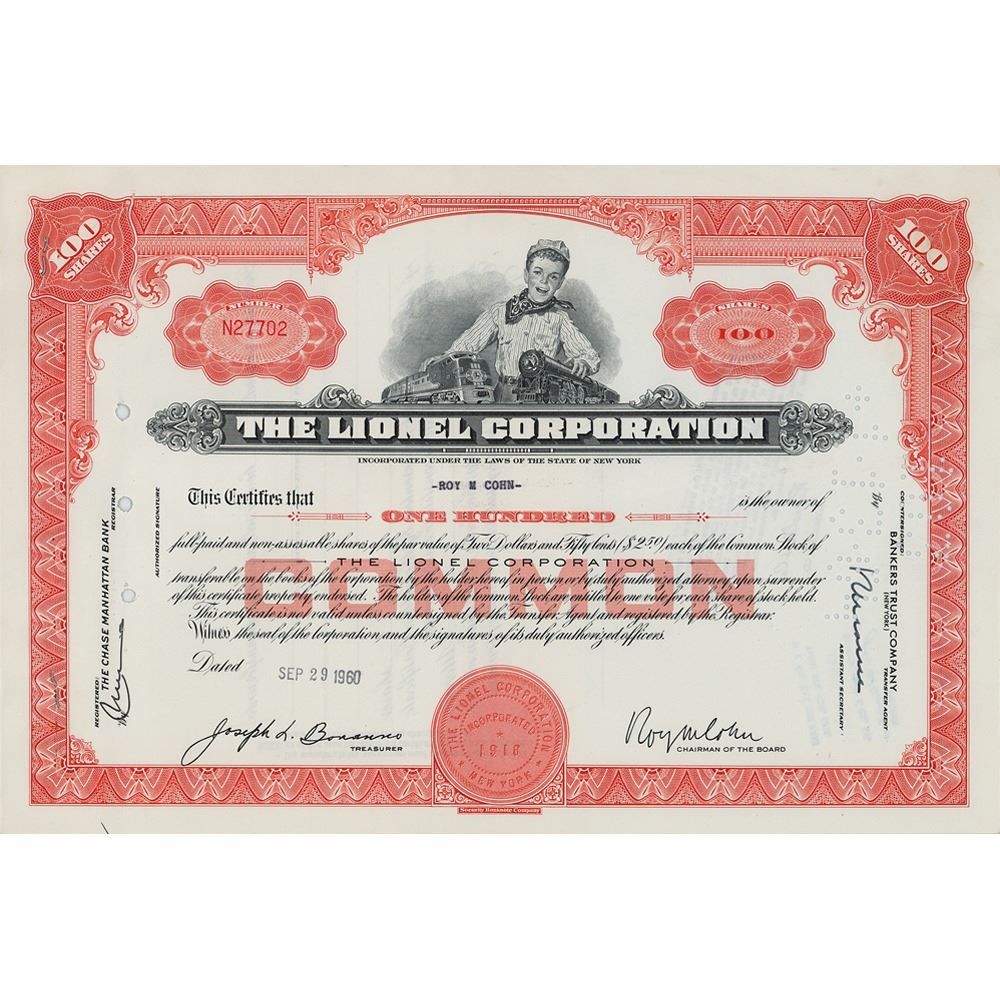 100 SHARES
100 SHARES
NUMBER
N27702
SHARES
100
THE LIONEL CORPORATION
INCORPORATED UNDER THE LAWS OF THE STATE OF NEW YORK
This Certifies that
-ROY M COHN-
is the owner of
ONE HUNDRED
full-paid and non-assessable shares of the par value of Two Dollars and Fifty Cents ($2.50) each of the Common Stock of
THE LIONEL CORPORATION
COMMON
transferable on the books of the Corporation by the holder hereof in person or by duly authorized attorney upon surrender
of this certificate properly endorsed. The holders of the Common Stock are entitled to one vote for each share of stock held.
This certificate is not valid unless countersigned by the Transfer Agent and registered by the Registrar.
Witness the seal of the Corporation and the signatures of its duly authorized officers.
Dated
SEP 29 1960
Joseph L. Bonanno
TREASURER
THE LIONEL CORPORATION
INCORPORATED
1918
NEW YORK
Roy M Cohn
CHAIRMAN OF THE BOARD
Security Banknote Company
REGISTERED:
THE CHASE MANHATTAN BANK
REGISTRAR
By
AUTHORIZED SIGNATURE
COUNTERSIGNED:
BANKERS TRUST COMPANY
(NEW YORK)
TRANSFER AGENT
By
ASSISTANT SECRETARY